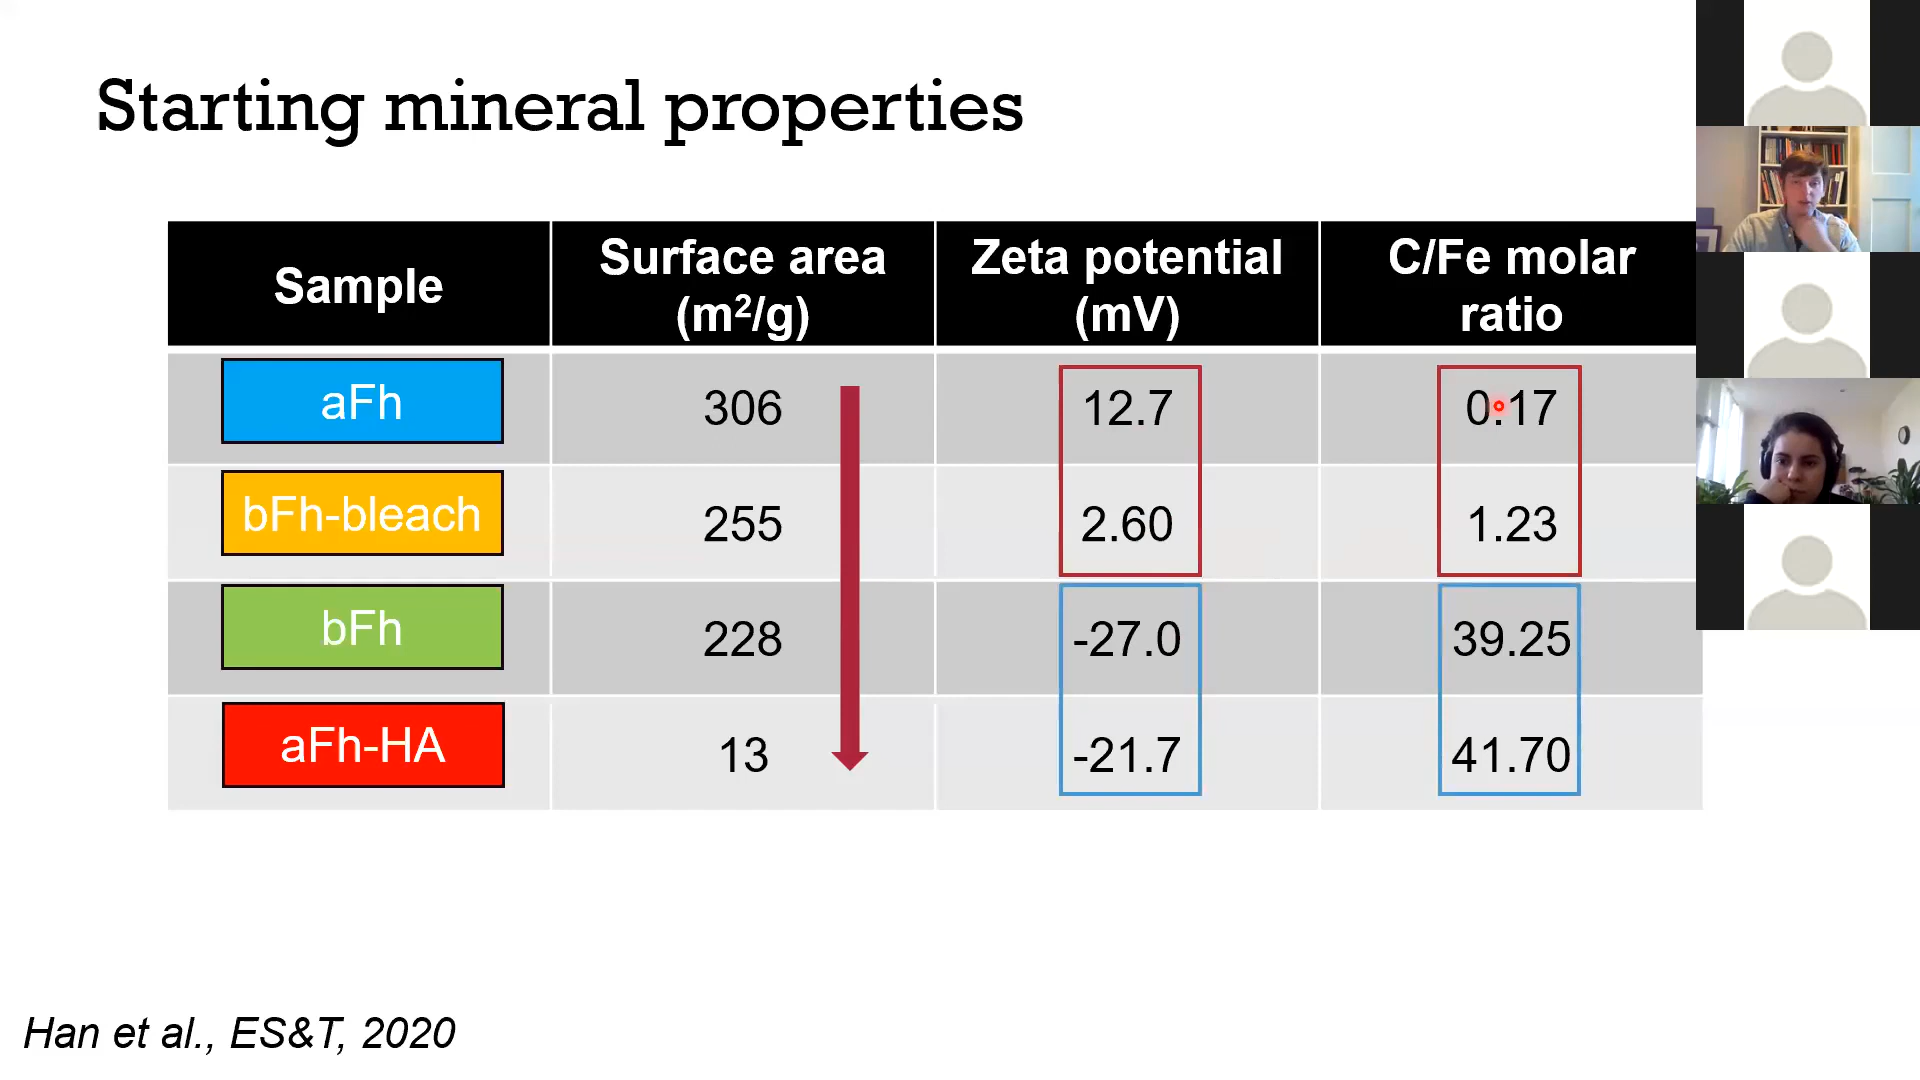 Starting mineral properties
Sample
Surface area
(m²/g)
Zeta potential
(mV)
C/Fe molar
ratio
aFh
306
12.7
0.17
bFh-bleach
255
2.60
1.23
bFh
228
-27.0
39.25
aFh-HA
13
-21.7
41.70
Han et al., ES&T, 2020